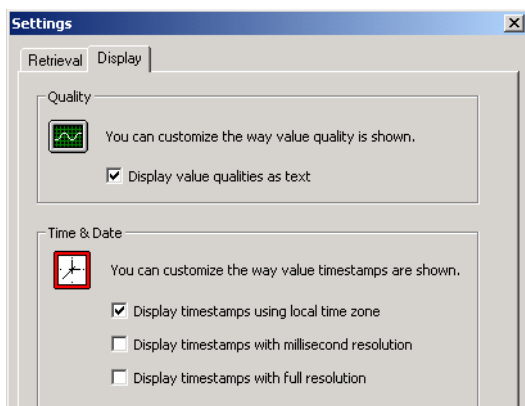 Settings
Retrieval Display
Quality
You can customize the way value quality is shown.
Display value qualities as text
Time & Date
You can customize the way value timestamps are shown.
Display timestamps using local time zone
Display timestamps with millisecond resolution
Display timestamps with full resolution